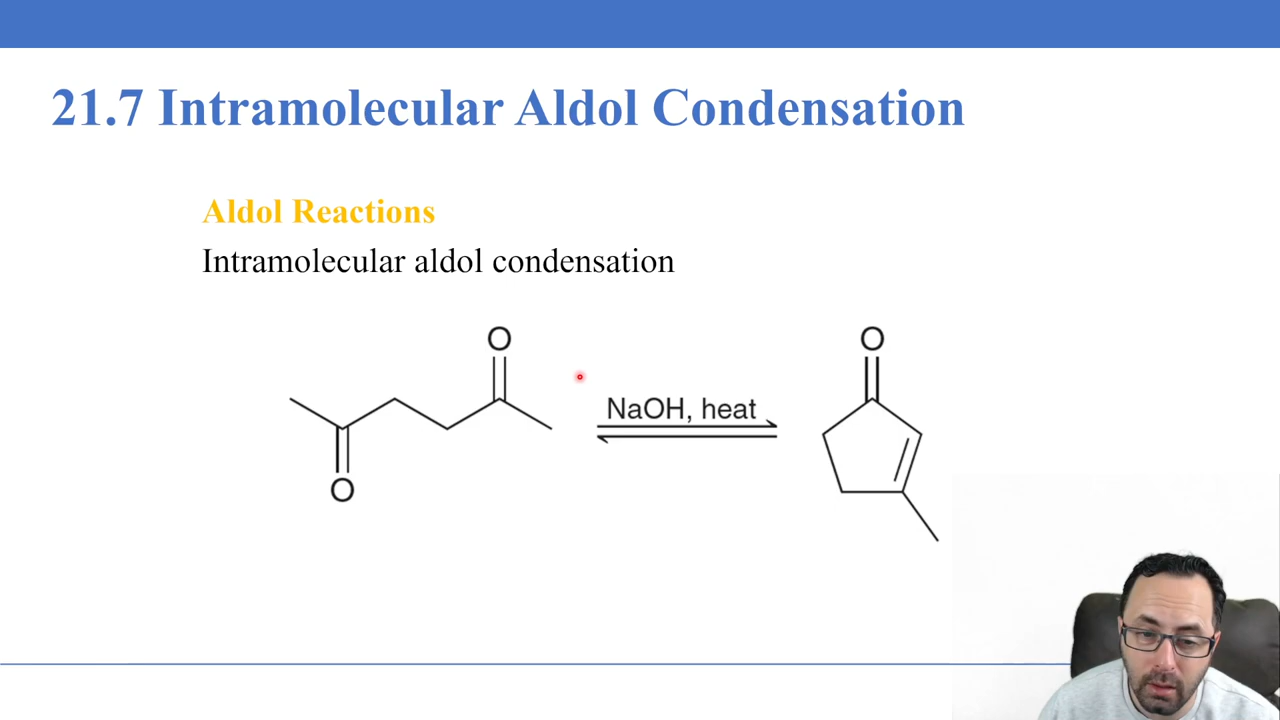 21.7 Intramolecular Aldol Condensation
Aldol Reactions
Intramolecular aldol condensation
O
O
NaOH, heat
O